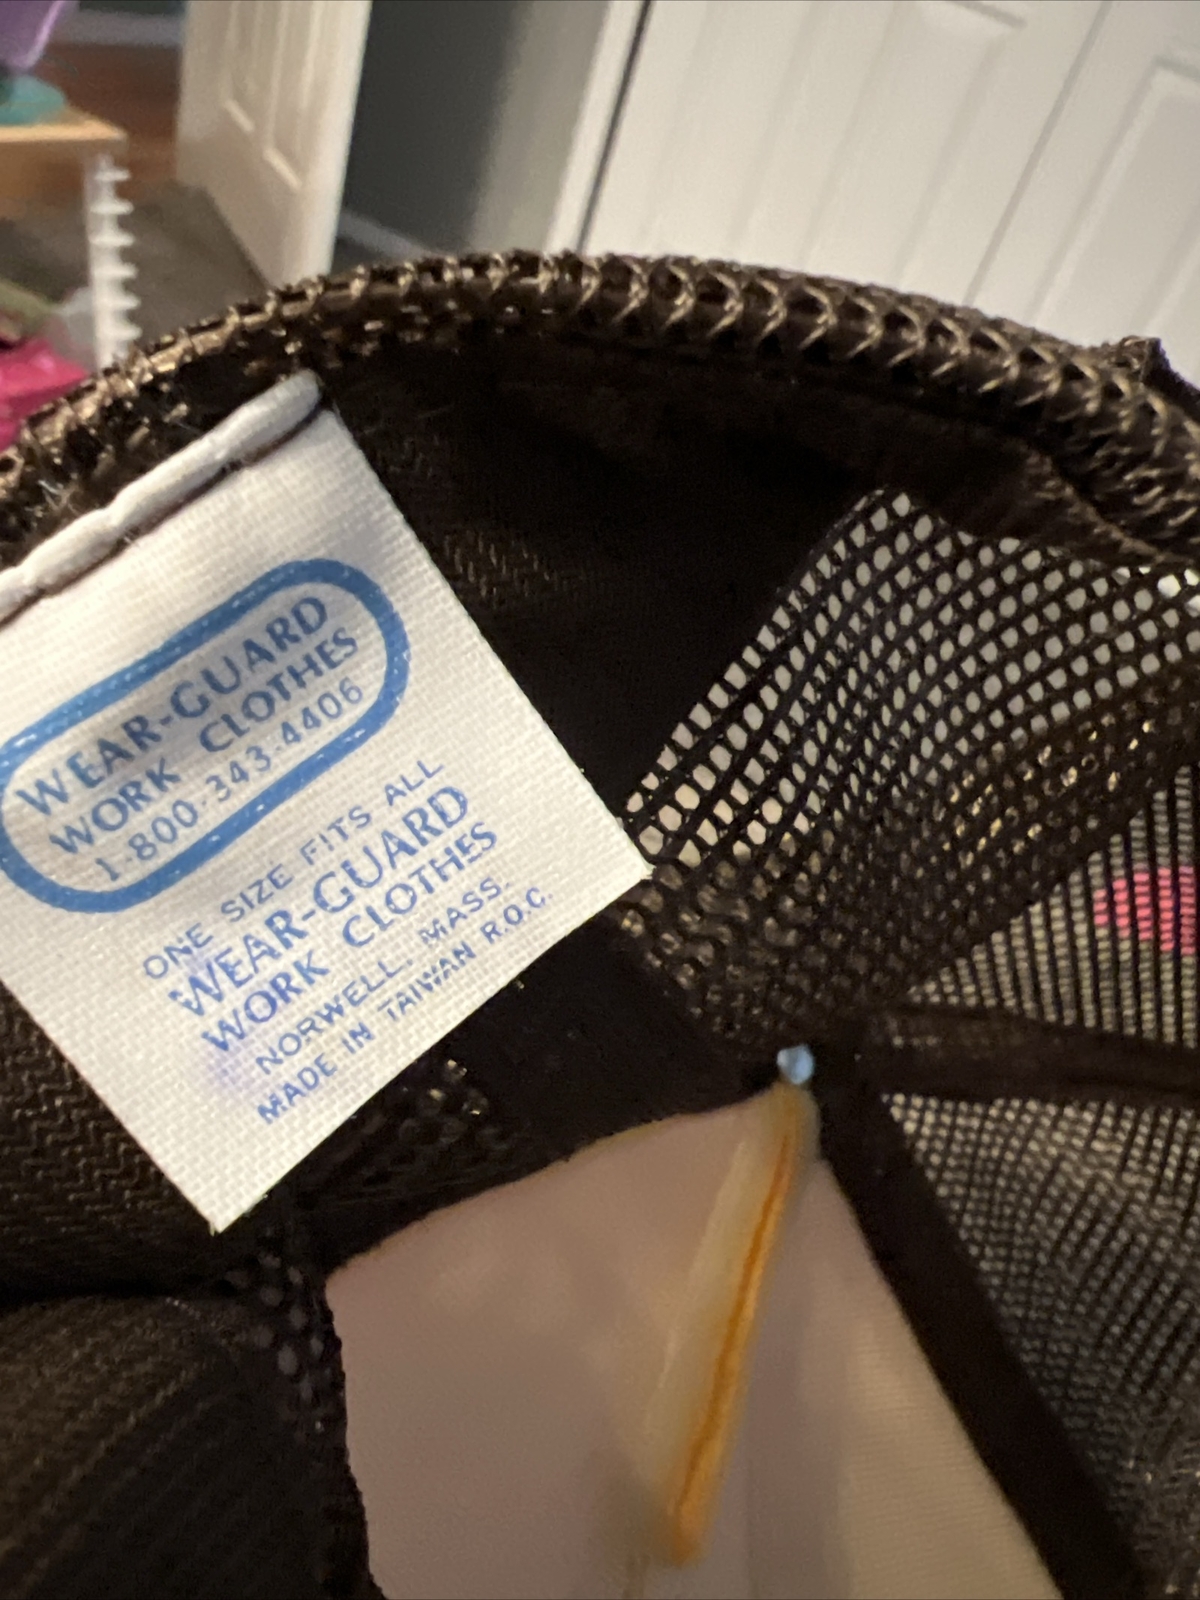 WEAR-GUARD
WORK CLOTHES
1-800-343-4406
ONE SIZE FITS ALL
WEAR-GUARD
WORK CLOTHES
NORWELL, MASS.
MADE IN TAIWAN R.O.C.